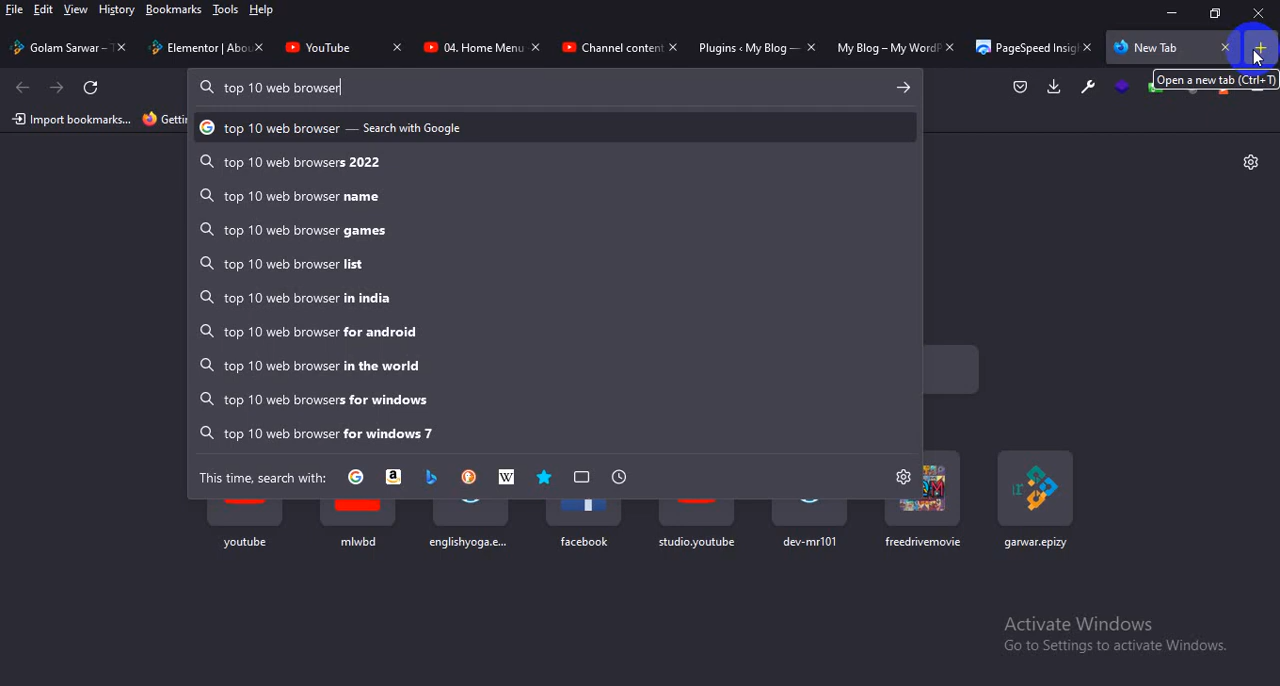 File Edit View History Bookmarks Tools Help
Golam Sarwar – T
Elementor | Abou
YouTube
04. Home Menu
Channel content
Plugins ‹ My Blog —
My Blog – My WordP
PageSpeed Insig
New Tab
top 10 web browser
Open a new tab (Ctrl+T)
Import bookmarks... Gettin
top 10 web browser — Search with Google
top 10 web browsers 2022
top 10 web browser name
top 10 web browser games
top 10 web browser list
top 10 web browser in india
top 10 web browser for android
top 10 web browser in the world
top 10 web browsers for windows
top 10 web browser for windows 7
This time, search with:
youtube
mlwbd
englishyoga.e...
facebook
studio.youtube
dev-mr101
freedrivemovie
garwar.epizy
Activate Windows
Go to Settings to activate Windows.